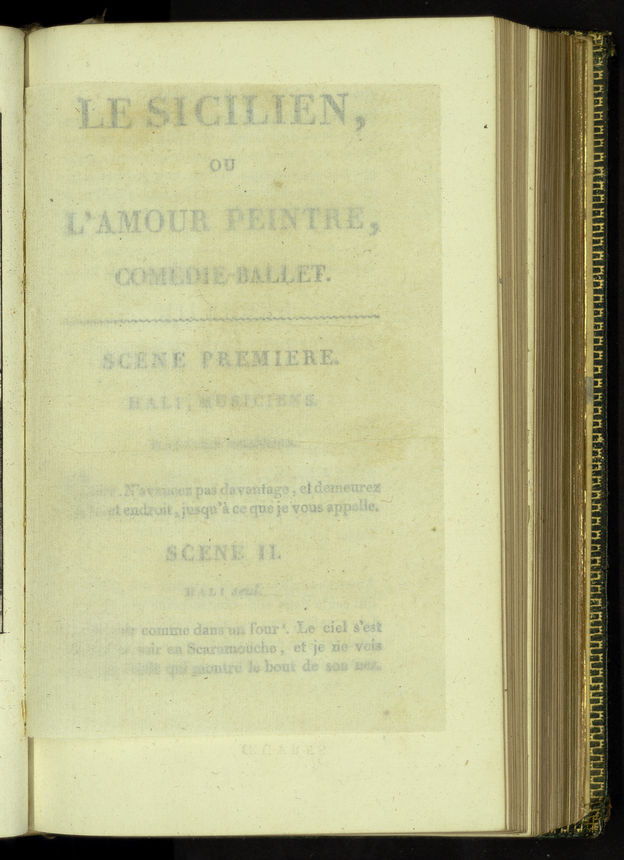 LE SICILIEN,
OU
L'AMOUR PEINTRE,
COMÉDIE-BALLET.
SCÈNE PREMIERE.
HALI, MUSICIENS.
N'avancez pas davantage, et demeurez
et endroit, jusqu'à ce que je vous appelle.
SCENE II.
HALI seul.
comme dans un four. Le ciel s'est
soir en Scaramouche, et je ne vois
qui montre le bout de son nez.